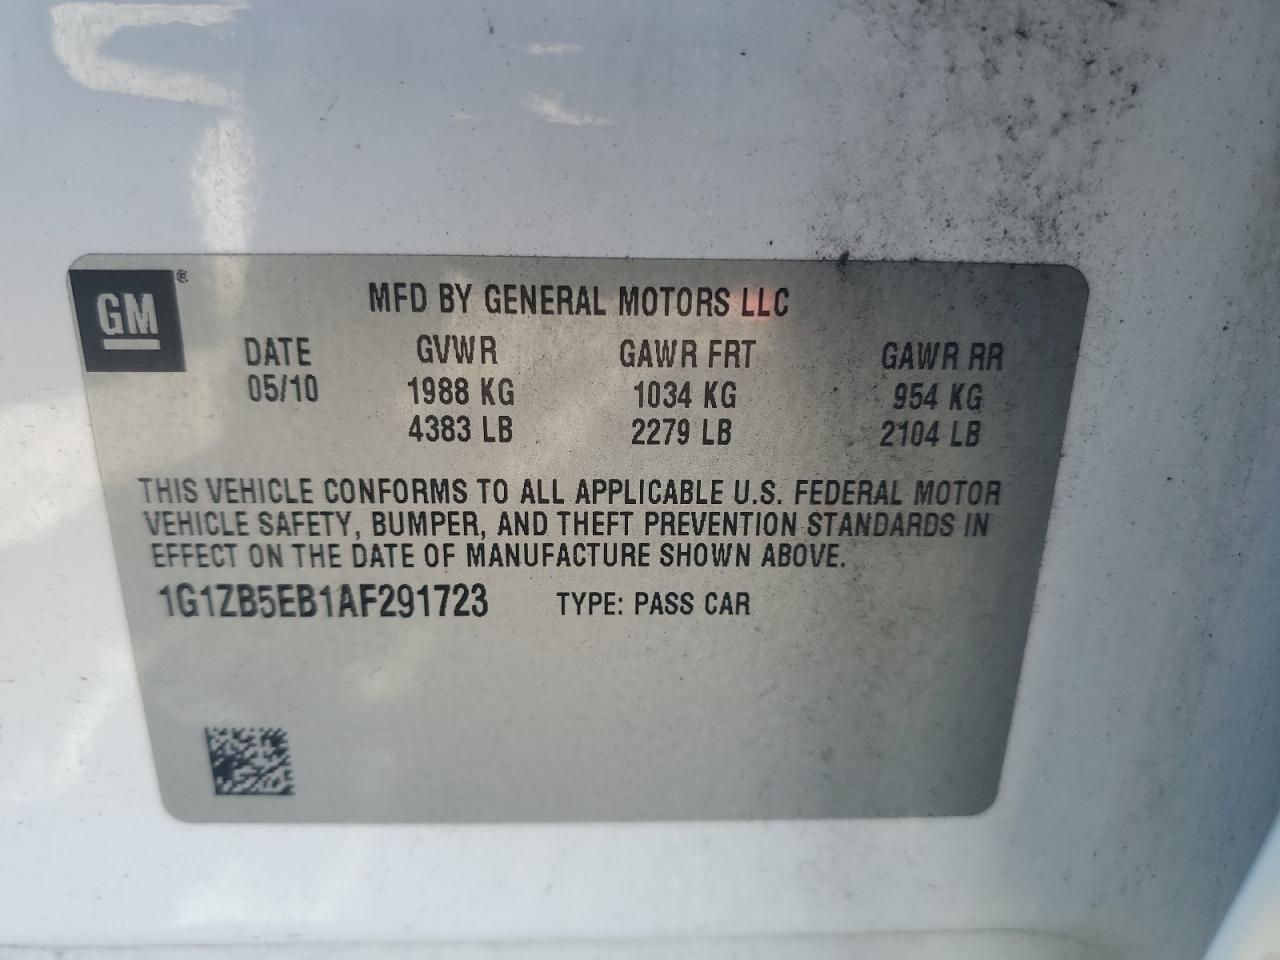 GM®
MFD BY GENERAL MOTORS LLC
DATE GVWR GAWR FRT GAWR RR
05/10 1988 KG 1034 KG 954 KG
4383 LB 2279 LB 2104 LB
THIS VEHICLE CONFORMS TO ALL APPLICABLE U.S. FEDERAL MOTOR
VEHICLE SAFETY, BUMPER, AND THEFT PREVENTION STANDARDS IN
EFFECT ON THE DATE OF MANUFACTURE SHOWN ABOVE.
1G1ZB5EB1AF291723 TYPE: PASS CAR